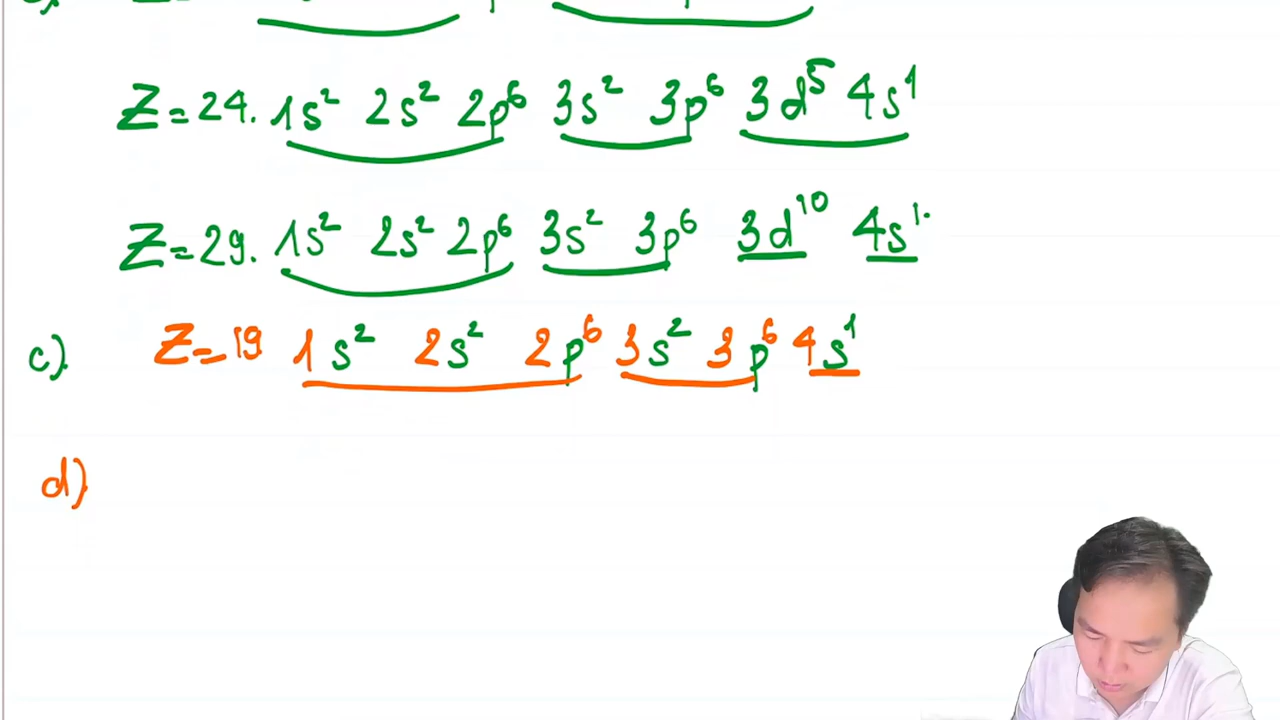 Z=24. 1s² 2s² 2p⁶ 3s² 3p⁶ 3d⁵ 4s¹
Z=29. 1s² 2s² 2p⁶ 3s² 3p⁶ 3d¹⁰ 4s¹.
c). Z=19 1s² 2s² 2p⁶ 3s² 3p⁶ 4s¹
d)